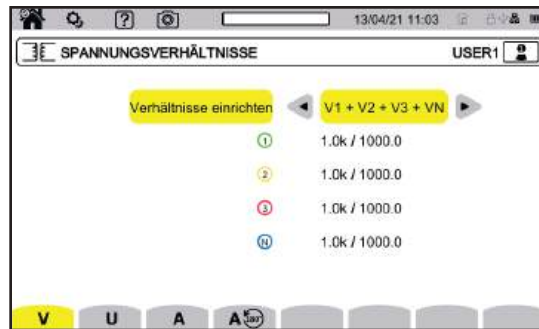 13/04/21 11:03
SPANNUNGSVERHÄLTNISSE USER1
Verhältnisse einrichten V1 + V2 + V3 + VN
1 1.0k / 1000.0
2 1.0k / 1000.0
3 1.0k / 1000.0
N 1.0k / 1000.0
V U A A